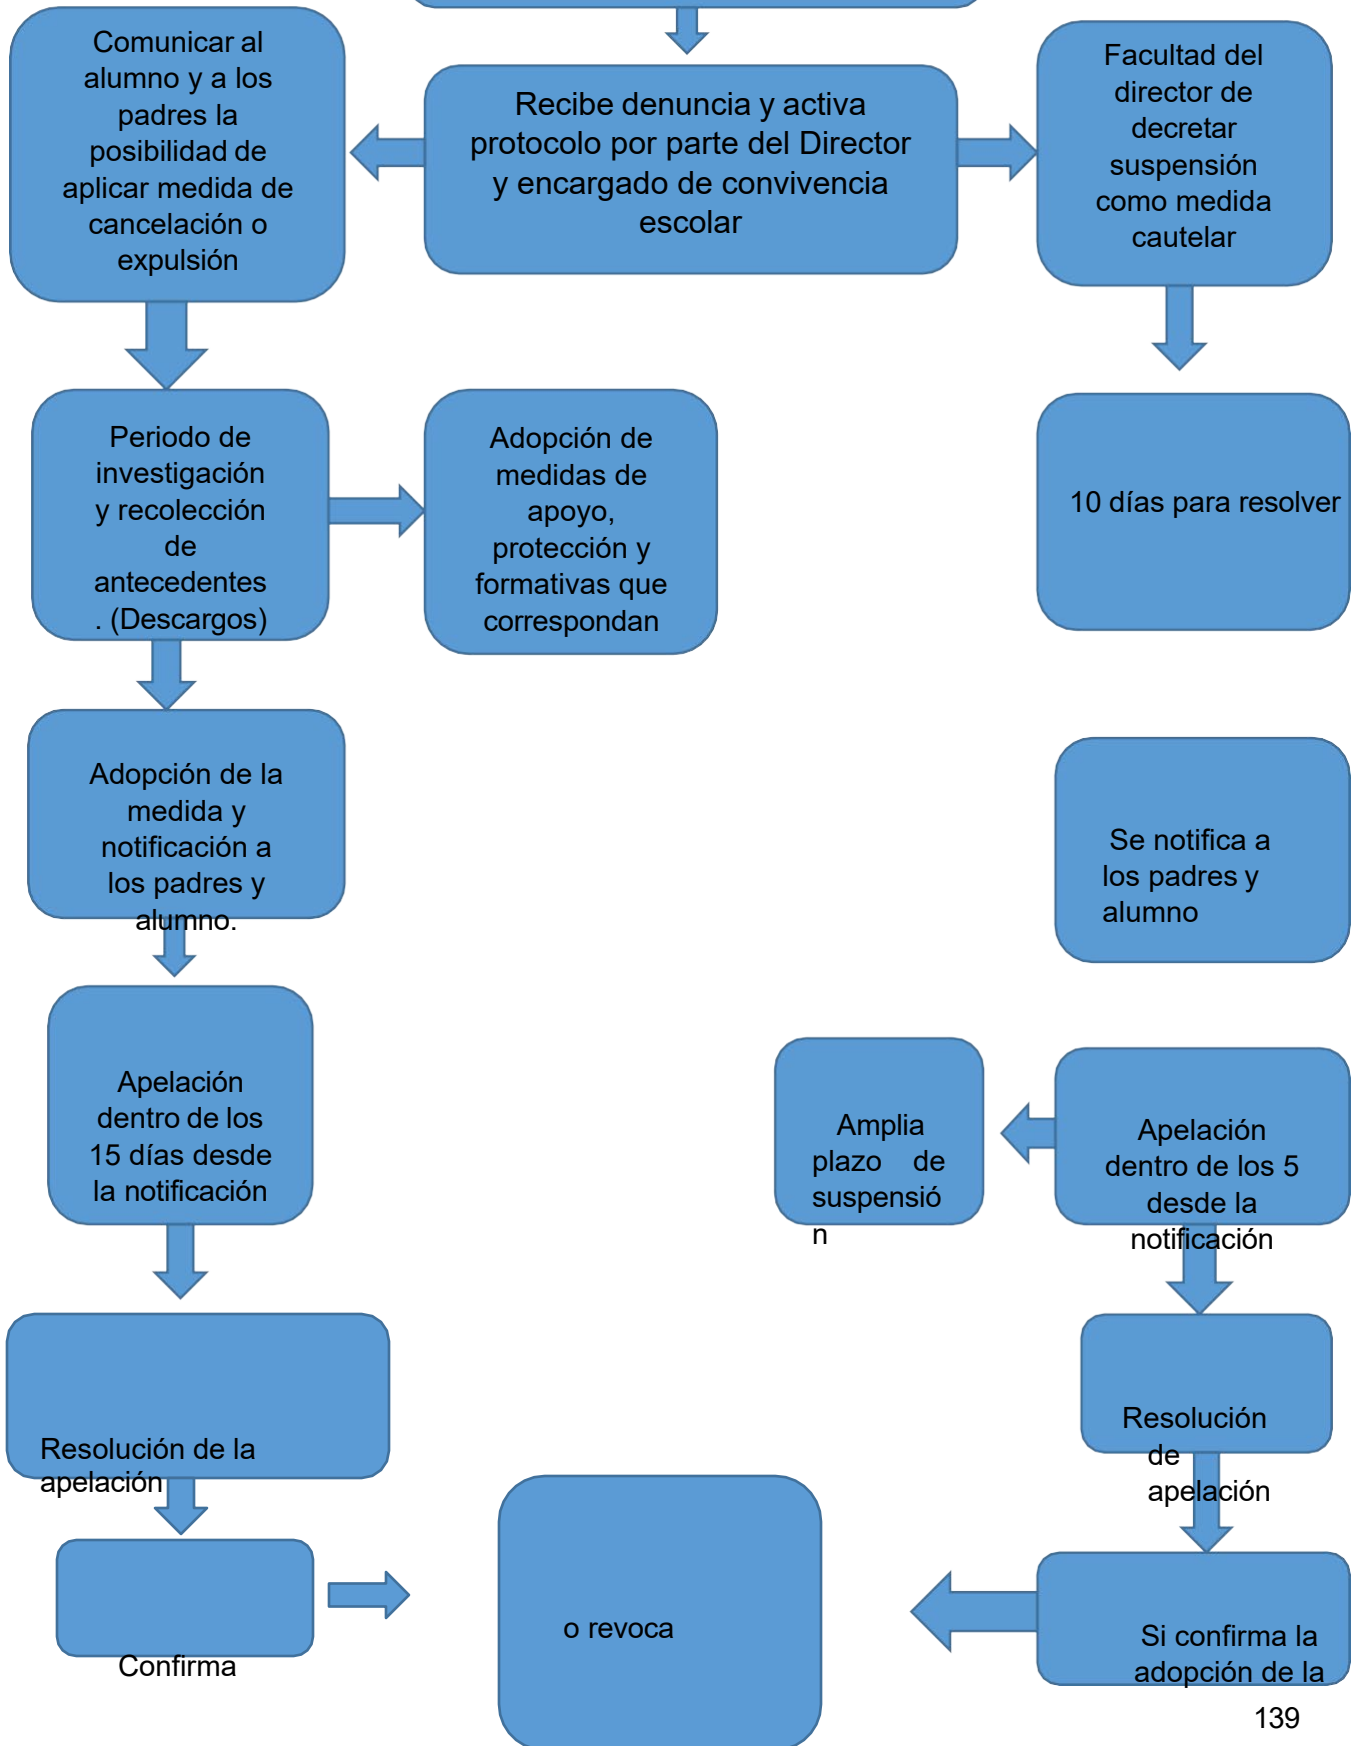 Comunicar al
alumno y a los
padres la
posibilidad de
aplicar medida de
cancelación o
expulsión
Recibe denuncia y activa
protocolo por parte del Director
y encargado de convivencia
escolar
Facultad del
director de
decretar
suspensión
como medida
cautelar
Periodo de
investigación
y recolección
de
antecedentes
. (Descargos)
Adopción de
medidas de
apoyo,
protección y
formativas que
correspondan
10 días para resolver
Adopción de la
medida y
notificación a
los padres y
alumno.
Se notifica a
los padres y
alumno
Apelación
dentro de los
15 días desde
la notificación
Amplia
plazo de
suspensió
n
Apelación
dentro de los 5
desde la
notificación
Resolución de la
apelación
Resolución
de
apelación
Confirma
o revoca
Si confirma la
adopción de la
139